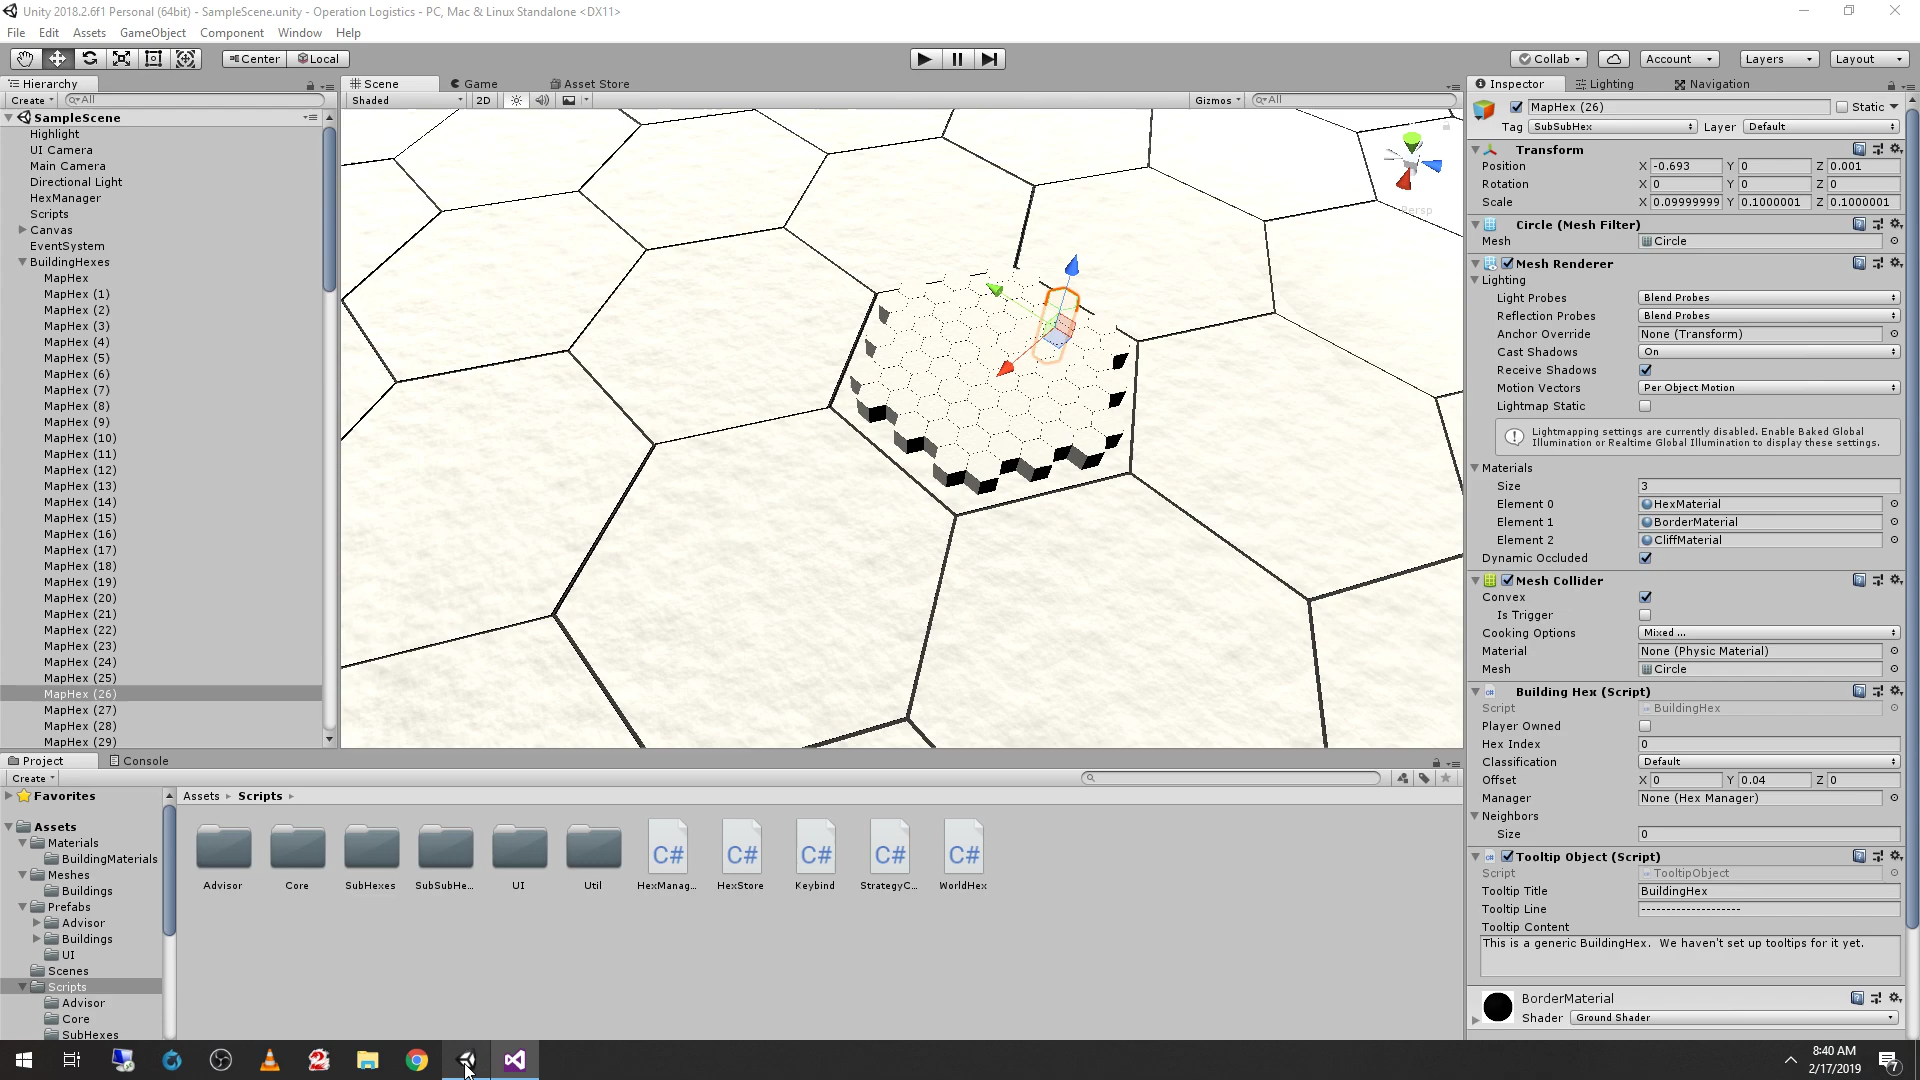 Unity 2018.2.6f1 Personal (64bit) - SampleScene.unity - Operation Logistics - PC, Mac & Linux Standalone <DX11>
File Edit Assets GameObject Component Window Help
Center Local Collab Account Layers Layout
Hierarchy
Create All
SampleScene
Highlight
UI Camera
Main Camera
Directional Light
HexManager
Scripts
Canvas
EventSystem
BuildingHexes
MapHex
MapHex (1)
MapHex (2)
MapHex (3)
MapHex (4)
MapHex (5)
MapHex (6)
MapHex (7)
MapHex (8)
MapHex (9)
MapHex (10)
MapHex (11)
MapHex (12)
MapHex (13)
MapHex (14)
MapHex (15)
MapHex (16)
MapHex (17)
MapHex (18)
MapHex (19)
MapHex (20)
MapHex (21)
MapHex (22)
MapHex (23)
MapHex (24)
MapHex (25)
MapHex (26)
MapHex (27)
MapHex (28)
MapHex (29)
Scene Game Asset Store
Shaded 2D Gizmos All
Persp
Inspector Lighting Navigation
MapHex (26) Static
Tag SubSubHex Layer Default
Transform
Position X -0.693 Y 0 Z 0.001
Rotation X 0 Y 0 Z 0
Scale X 0.09999999 Y 0.1000001 Z 0.1000001
Circle (Mesh Filter)
Mesh Circle
Mesh Renderer
Lighting
Light Probes Blend Probes
Reflection Probes Blend Probes
Anchor Override None (Transform)
Cast Shadows On
Receive Shadows
Motion Vectors Per Object Motion
Lightmap Static
Lightmapping settings are currently disabled. Enable Baked Global
Illumination or Realtime Global Illumination to display these settings.
Materials
Size 3
Element 0 HexMaterial
Element 1 BorderMaterial
Element 2 CliffMaterial
Dynamic Occluded
Mesh Collider
Convex
Is Trigger
Cooking Options Mixed ...
Material None (Physic Material)
Mesh Circle
Building Hex (Script)
Script BuildingHex
Player Owned
Hex Index 0
Classification Default
Offset X 0 Y 0.04 Z 0
Manager None (Hex Manager)
Neighbors
Size 0
Tooltip Object (Script)
Script TooltipObject
Tooltip Title BuildingHex
Tooltip Line --------------------
Tooltip Content
This is a generic BuildingHex. We haven't set up tooltips for it yet.
BorderMaterial
Shader Ground Shader
Project Console
Create
Favorites
Assets
Materials
BuildingMaterials
Meshes
Buildings
Prefabs
Advisor
Buildings
UI
Scenes
Scripts
Advisor
Core
SubHexes
Assets Scripts
C# C# C# C# C#
Advisor Core SubHexes SubSubHe... UI Util HexManag... HexStore Keybind StrategyC... WorldHex
8:40 AM
2/17/2019
7